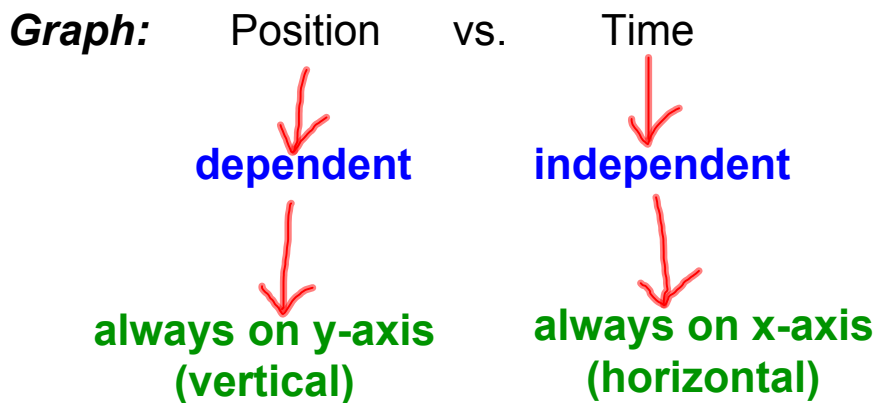 Graph: Position vs. Time
dependent independent
always on y-axis always on x-axis
(vertical) (horizontal)